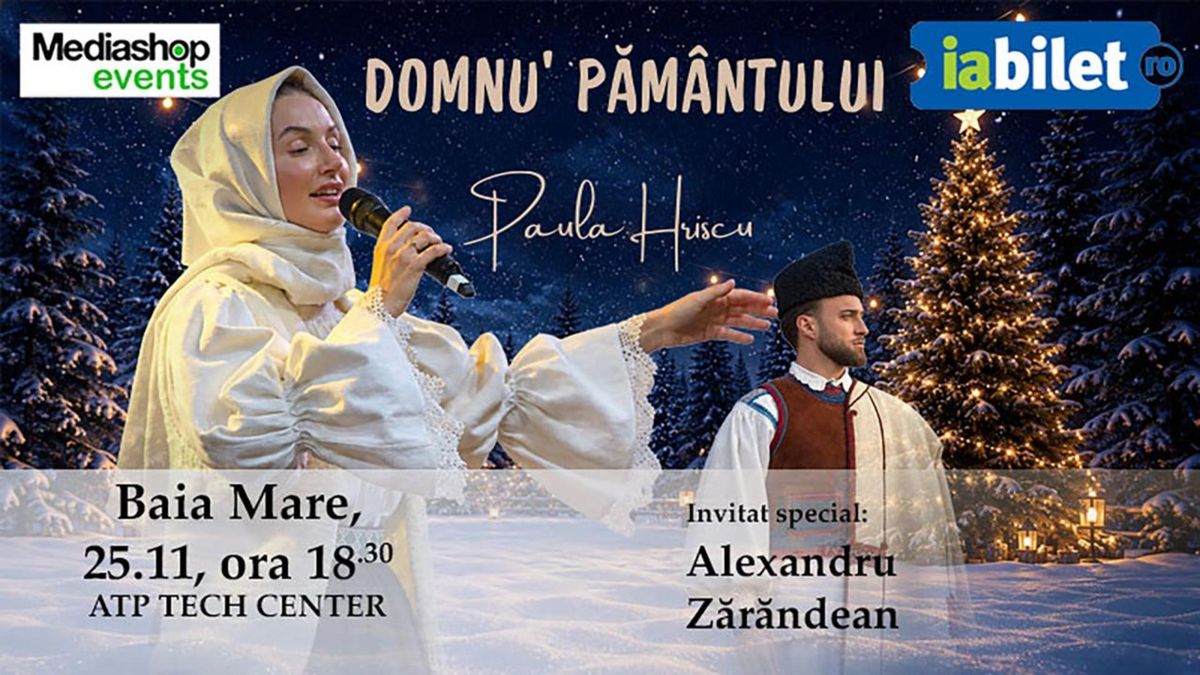 Mediashop
events
DOMNU' PĂMÂNTULUI
iabilet ro
Paula Hriscu
Baia Mare,
25.11, ora 18.30
ATP TECH CENTER
Invitat special:
Alexandru
Zărăndean